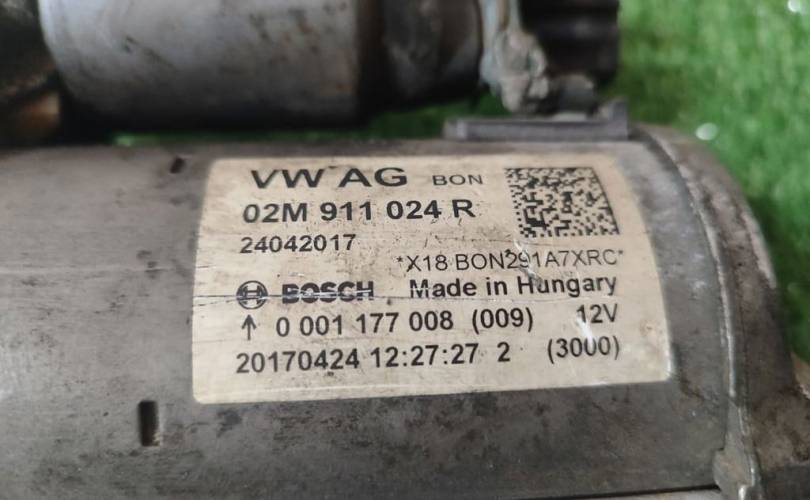 VW AG BON
02M 911 024 R
24042017
*X18 BON291A7XRC*
BOSCH Made in Hungary
↑ 0 001 177 008 (009) 12V
20170424 12:27:27 2 (3000)